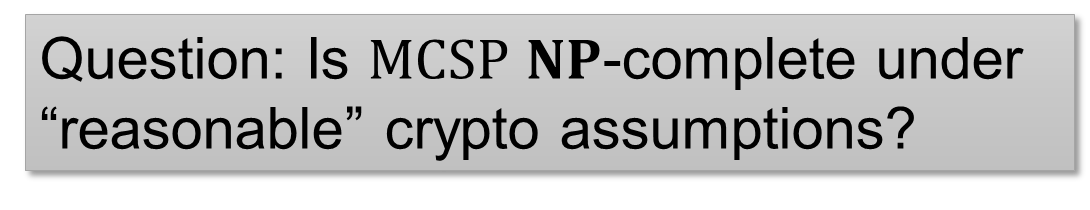 Question: Is MCSP NP-complete under
“reasonable” crypto assumptions?